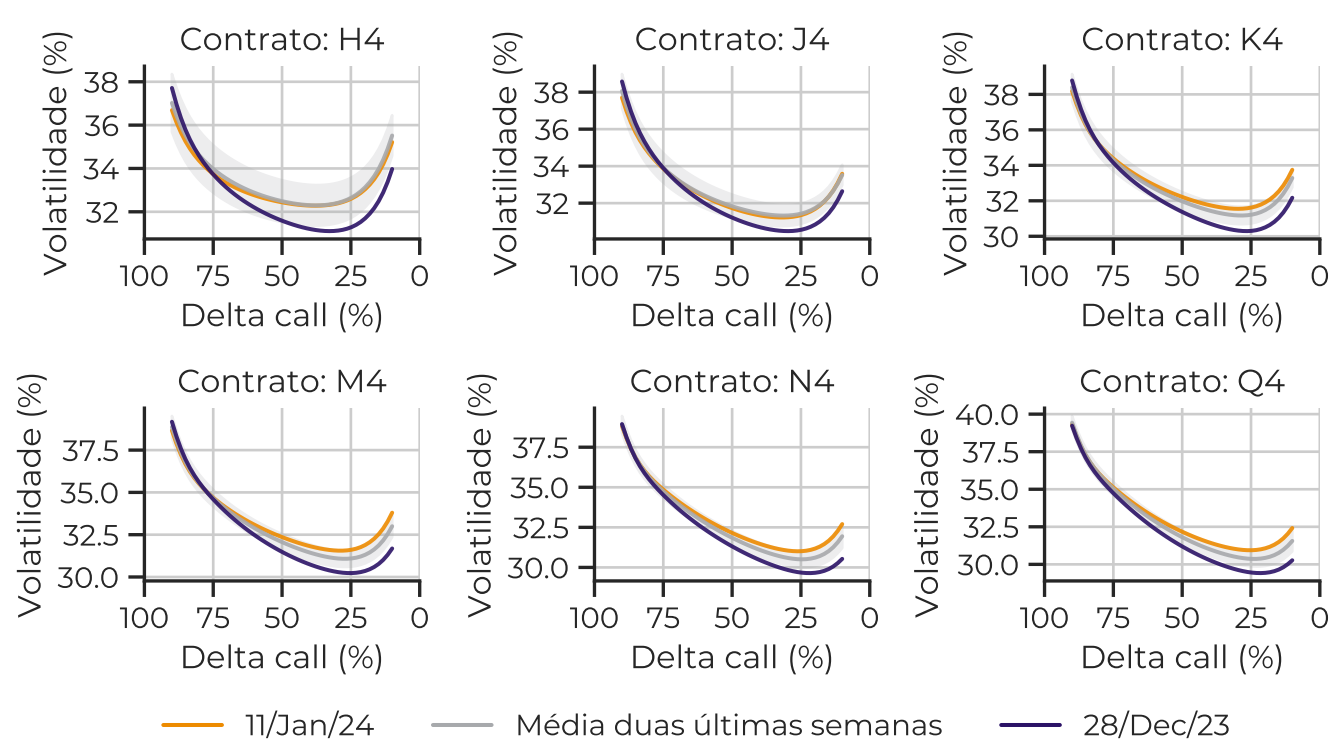 Contrato: H4
Volatilidade (%)
38
36
34
32
100 75 50 25 0
Delta call (%)
Contrato: J4
Volatilidade (%)
38
36
34
32
100 75 50 25 0
Delta call (%)
Contrato: K4
Volatilidade (%)
38
36
34
32
30
100 75 50 25 0
Delta call (%)
Contrato: M4
Volatilidade (%)
37.5
35.0
32.5
30.0
100 75 50 25 0
Delta call (%)
Contrato: N4
Volatilidade (%)
37.5
35.0
32.5
30.0
100 75 50 25 0
Delta call (%)
Contrato: Q4
Volatilidade (%)
40.0
37.5
35.0
32.5
30.0
100 75 50 25 0
Delta call (%)
11/Jan/24 Média duas últimas semanas 28/Dec/23